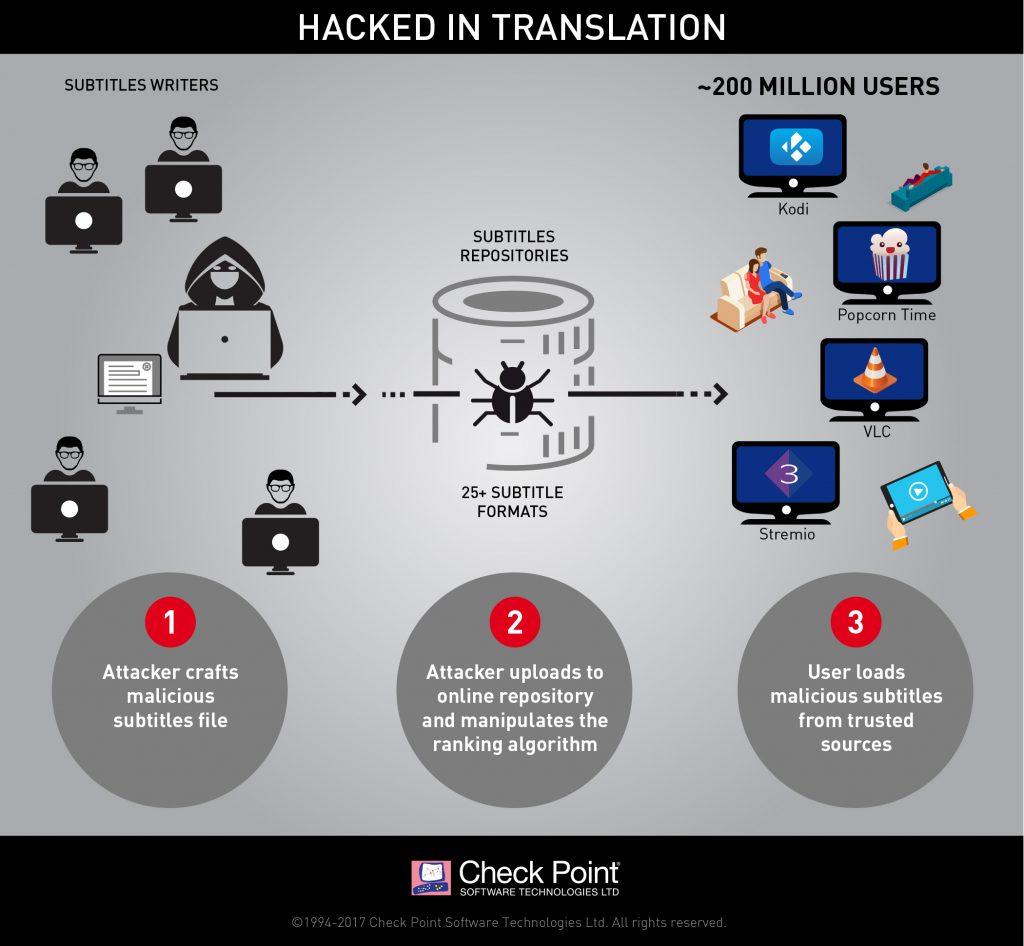 HACKED IN TRANSLATION
SUBTITLES WRITERS
~200 MILLION USERS
Kodi
SUBTITLES
REPOSITORIES
Popcorn Time
VLC
3
25+ SUBTITLE
FORMATS
Stremio
1
Attacker crafts
malicious
subtitles file
2
Attacker uploads to
online repository
and manipulates the
ranking algorithm
3
User loads
malicious subtitles
from trusted
sources
Check Point
SOFTWARE TECHNOLOGIES LTD
©1994-2017 Check Point Software Technologies Ltd. All rights reserved.